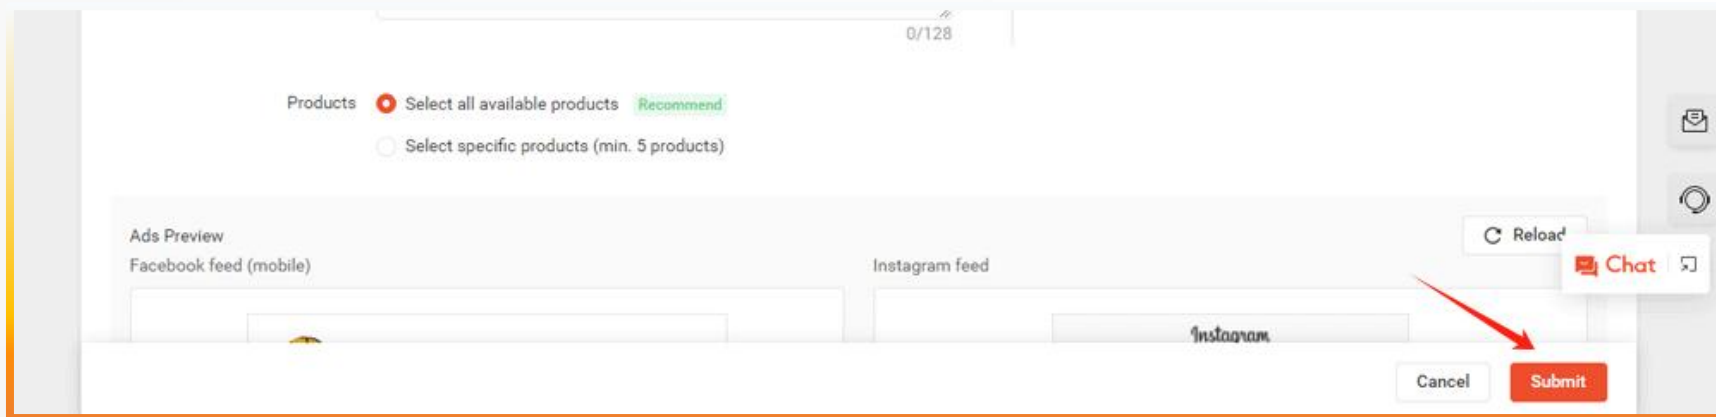 0/128
Products Select all available products Recommend
Select specific products (min. 5 products)
Ads Preview
Reload
Facebook feed (mobile)
Instagram feed
Chat
Instagram
Cancel Submit